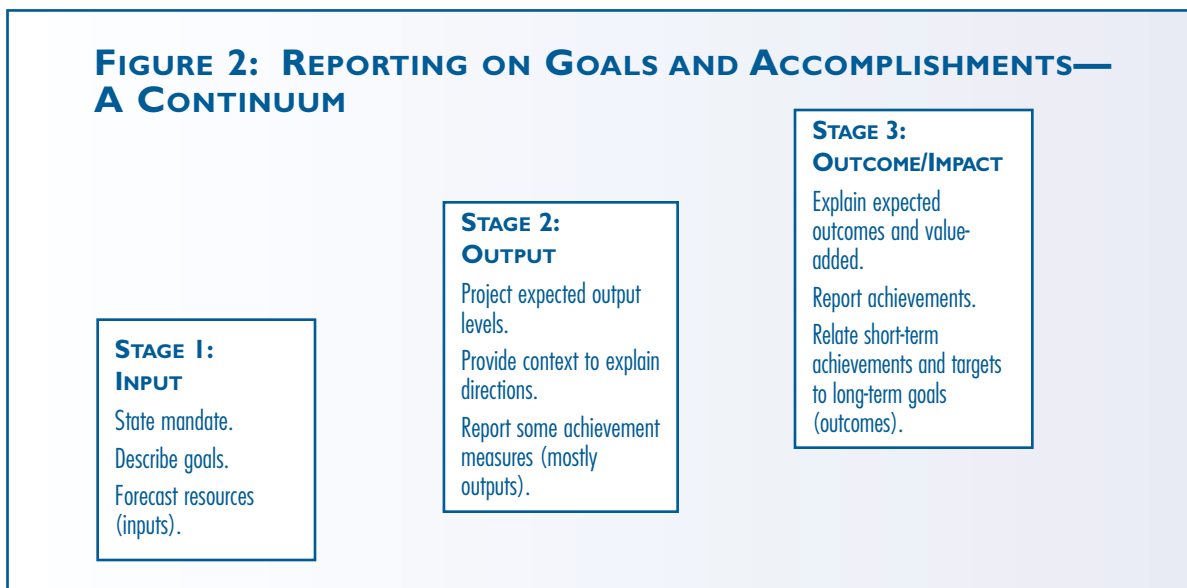 FIGURE 2: REPORTING ON GOALS AND ACCOMPLISHMENTS—
A CONTINUUM
STAGE 1:
INPUT
State mandate.
Describe goals.
Forecast resources
(inputs).
STAGE 2:
OUTPUT
Project expected output
levels.
Provide context to explain
directions.
Report some achievement
measures (mostly
outputs).
STAGE 3:
OUTCOME/IMPACT
Explain expected
outcomes and value-
added.
Report achievements.
Relate short-term
achievements and targets
to long-term goals
(outcomes).